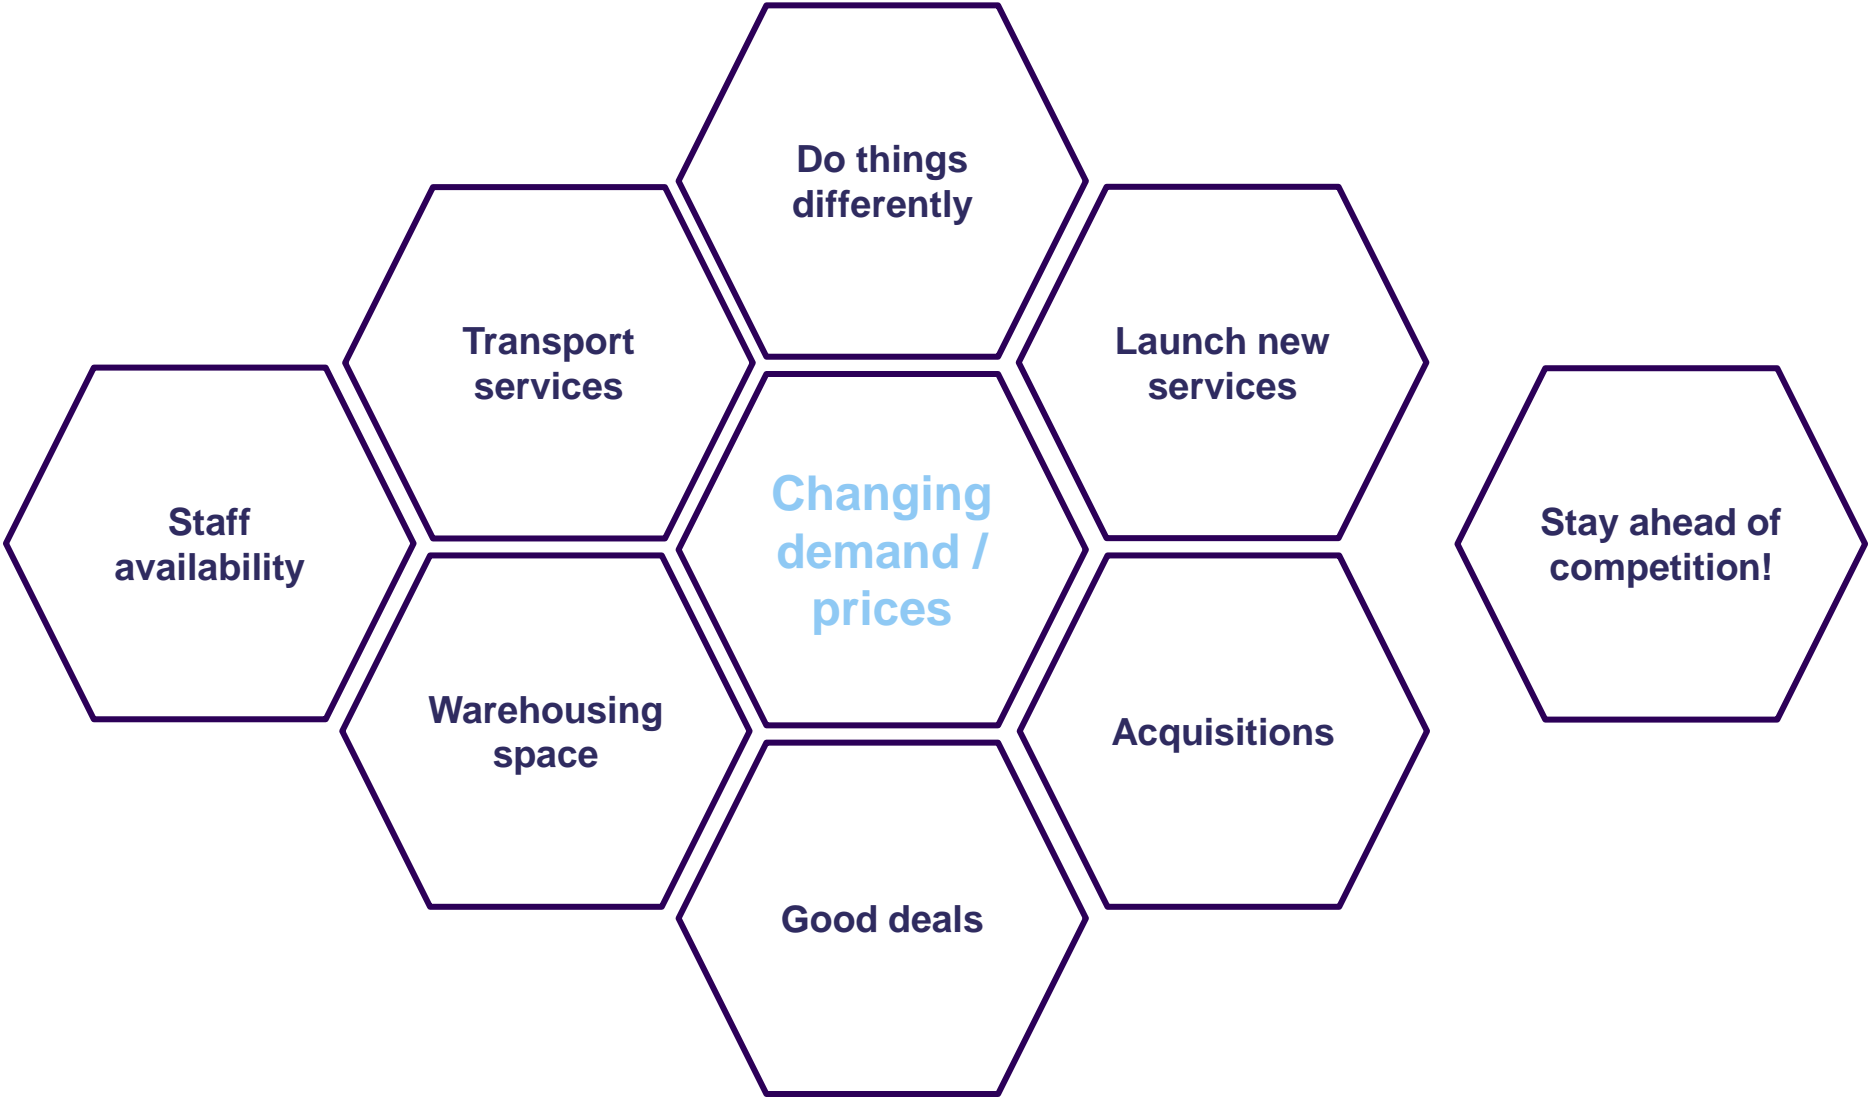 Do things
differently
Transport
services
Launch new
services
Staff
availability
Changing
demand /
prices
Stay ahead of
competition!
Warehousing
space
Acquisitions
Good deals